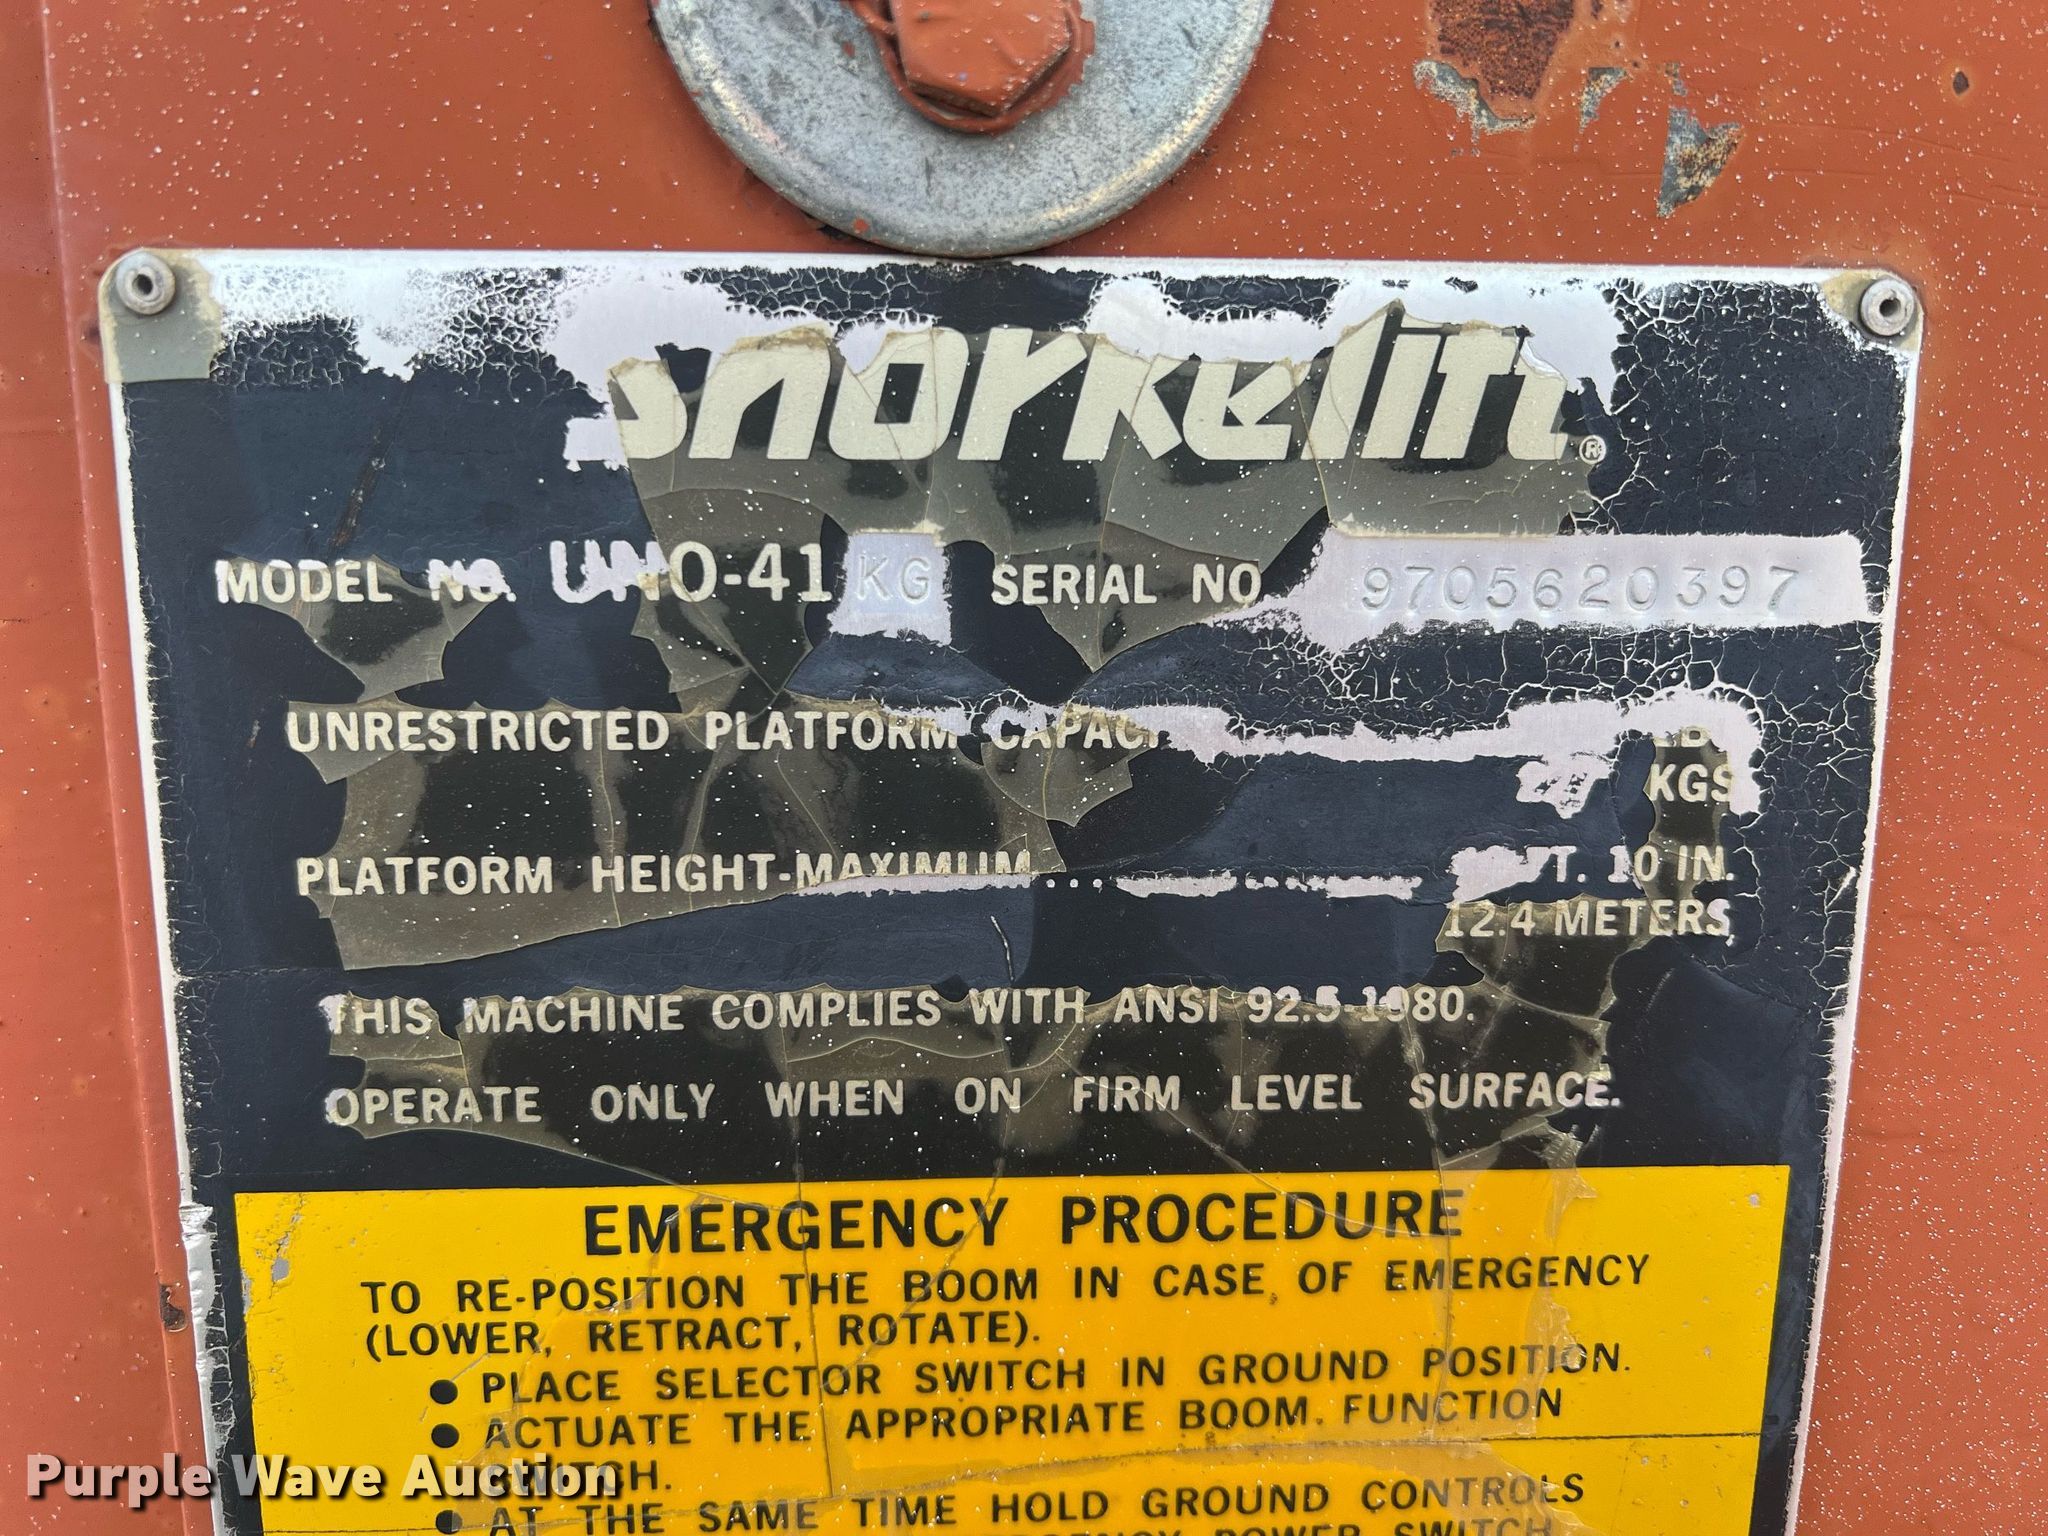 Snorkelift®
MODEL NO. UNO-41 KG SERIAL NO 9705620397
UNRESTRICTED PLATFORM
KGS
PLATFORM HEIGHT-MAXIMUM.... 10 IN.
12.4 METERS
THIS MACHINE COMPLIES WITH ANSI 92.5-1980.
OPERATE ONLY WHEN ON FIRM LEVEL SURFACE.
EMERGENCY PROCEDURE
TO RE-POSITION THE BOOM IN CASE OF EMERGENCY
(LOWER, RETRACT, ROTATE).
● PLACE SELECTOR SWITCH IN GROUND POSITION.
● ACTUATE THE APPROPRIATE BOOM FUNCTION
SWITCH.
● AT THE SAME TIME HOLD GROUND CONTROLS
POWER SWITCH
Purple Wave Auction